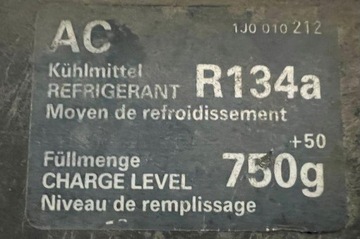 AC 1J0 010 212
Kühlmittel
REFRIGERANT R134a
Moyen de refroidissement
+50
Füllmenge
CHARGE LEVEL 750g
Niveau de remplissage